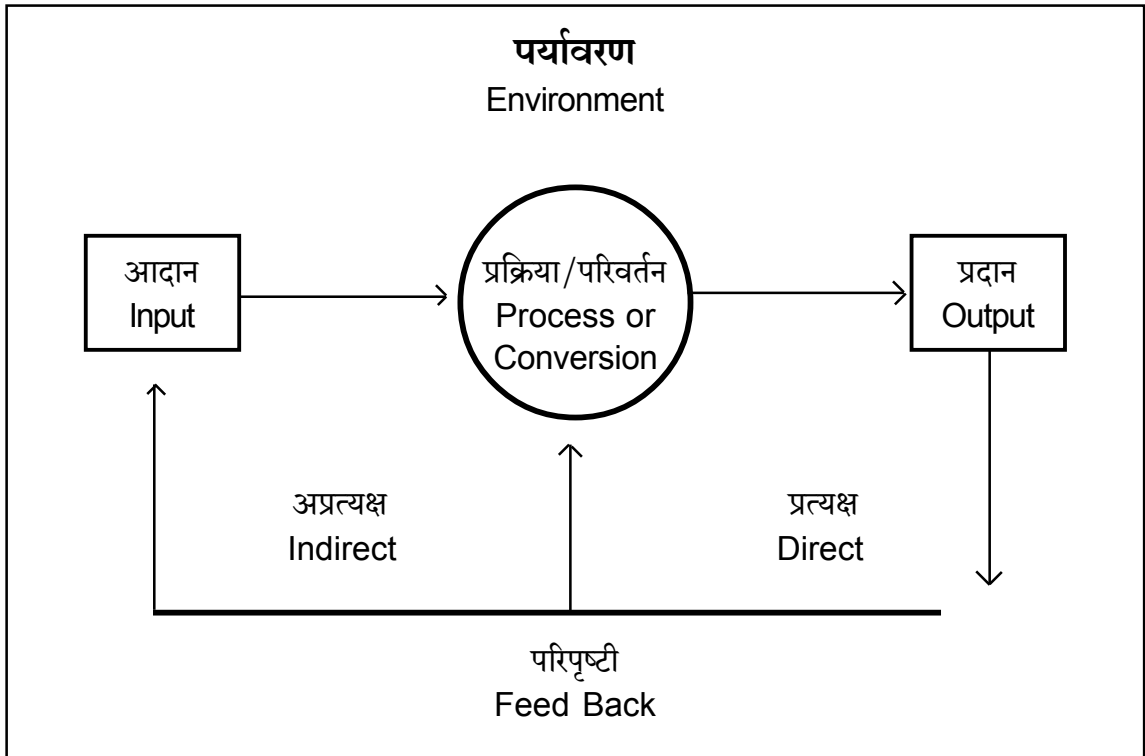 पर्यावरण
Environment
आदान
Input
प्रक्रिया/परिवर्तन
Process or
Conversion
प्रदान
Output
अप्रत्यक्ष
Indirect
प्रत्यक्ष
Direct
परिपृष्टी
Feed Back